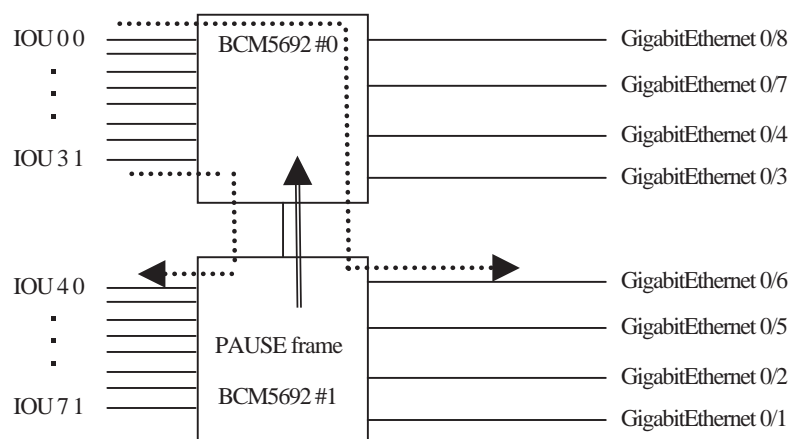 IOU 0 0
BCM5692 #0
GigabitEthernet 0/8
GigabitEthernet 0/7
GigabitEthernet 0/4
IOU 3 1
GigabitEthernet 0/3
IOU 4 0
GigabitEthernet 0/6
GigabitEthernet 0/5
PAUSE frame
GigabitEthernet 0/2
BCM5692 #1
IOU 7 1
GigabitEthernet 0/1